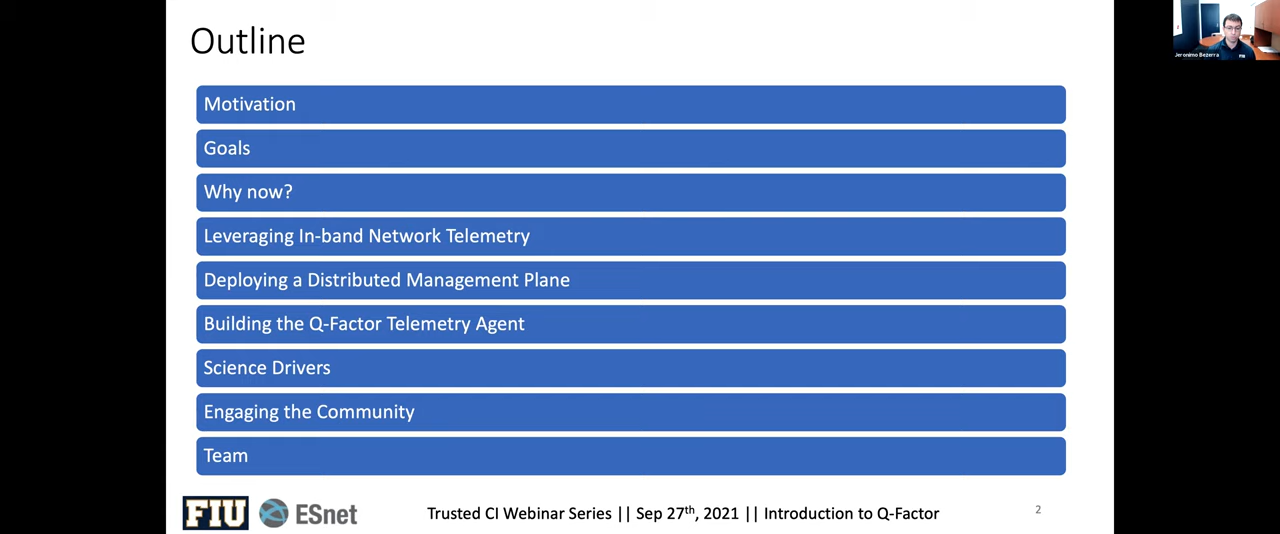 Outline
Jeronimo Bezerra
Motivation
Goals
Why now?
Leveraging In-band Network Telemetry
Deploying a Distributed Management Plane
Building the Q-Factor Telemetry Agent
Science Drivers
Engaging the Community
Team
FIU ESnet
Trusted CI Webinar Series || Sep 27th, 2021 || Introduction to Q-Factor
2